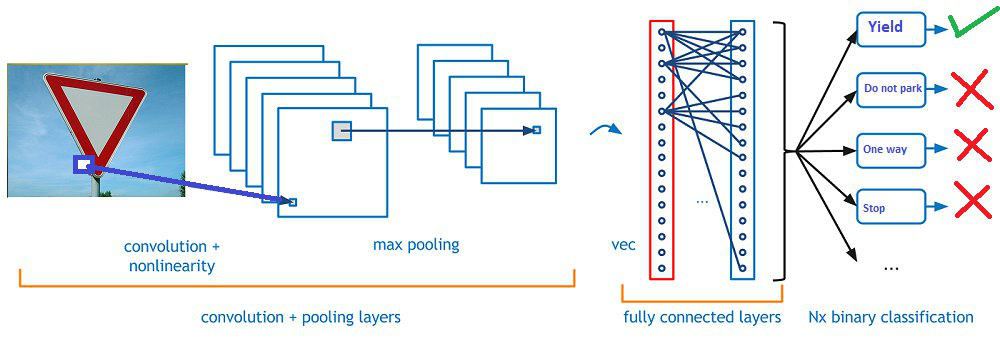 Yield
Do not park
One way
Stop
...
...
convolution +
nonlinearity
max pooling
vec
convolution + pooling layers
fully connected layers
Nx binary classification